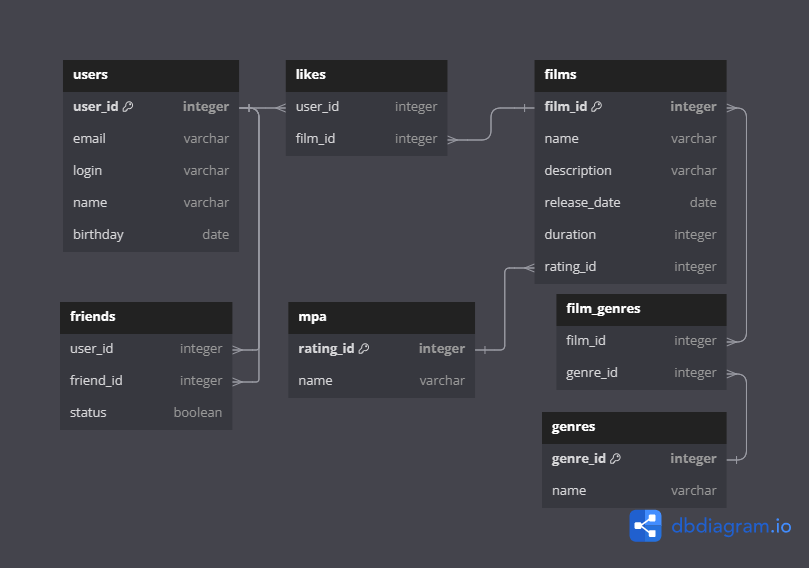 users
user_id integer
email varchar
login varchar
name varchar
birthday date
likes
user_id integer
film_id integer
films
film_id integer
name varchar
description varchar
release_date date
duration integer
rating_id integer
friends
user_id integer
friend_id integer
status boolean
mpa
rating_id integer
name varchar
film_genres
film_id integer
genre_id integer
genres
genre_id integer
name varchar
dbdiagram.io